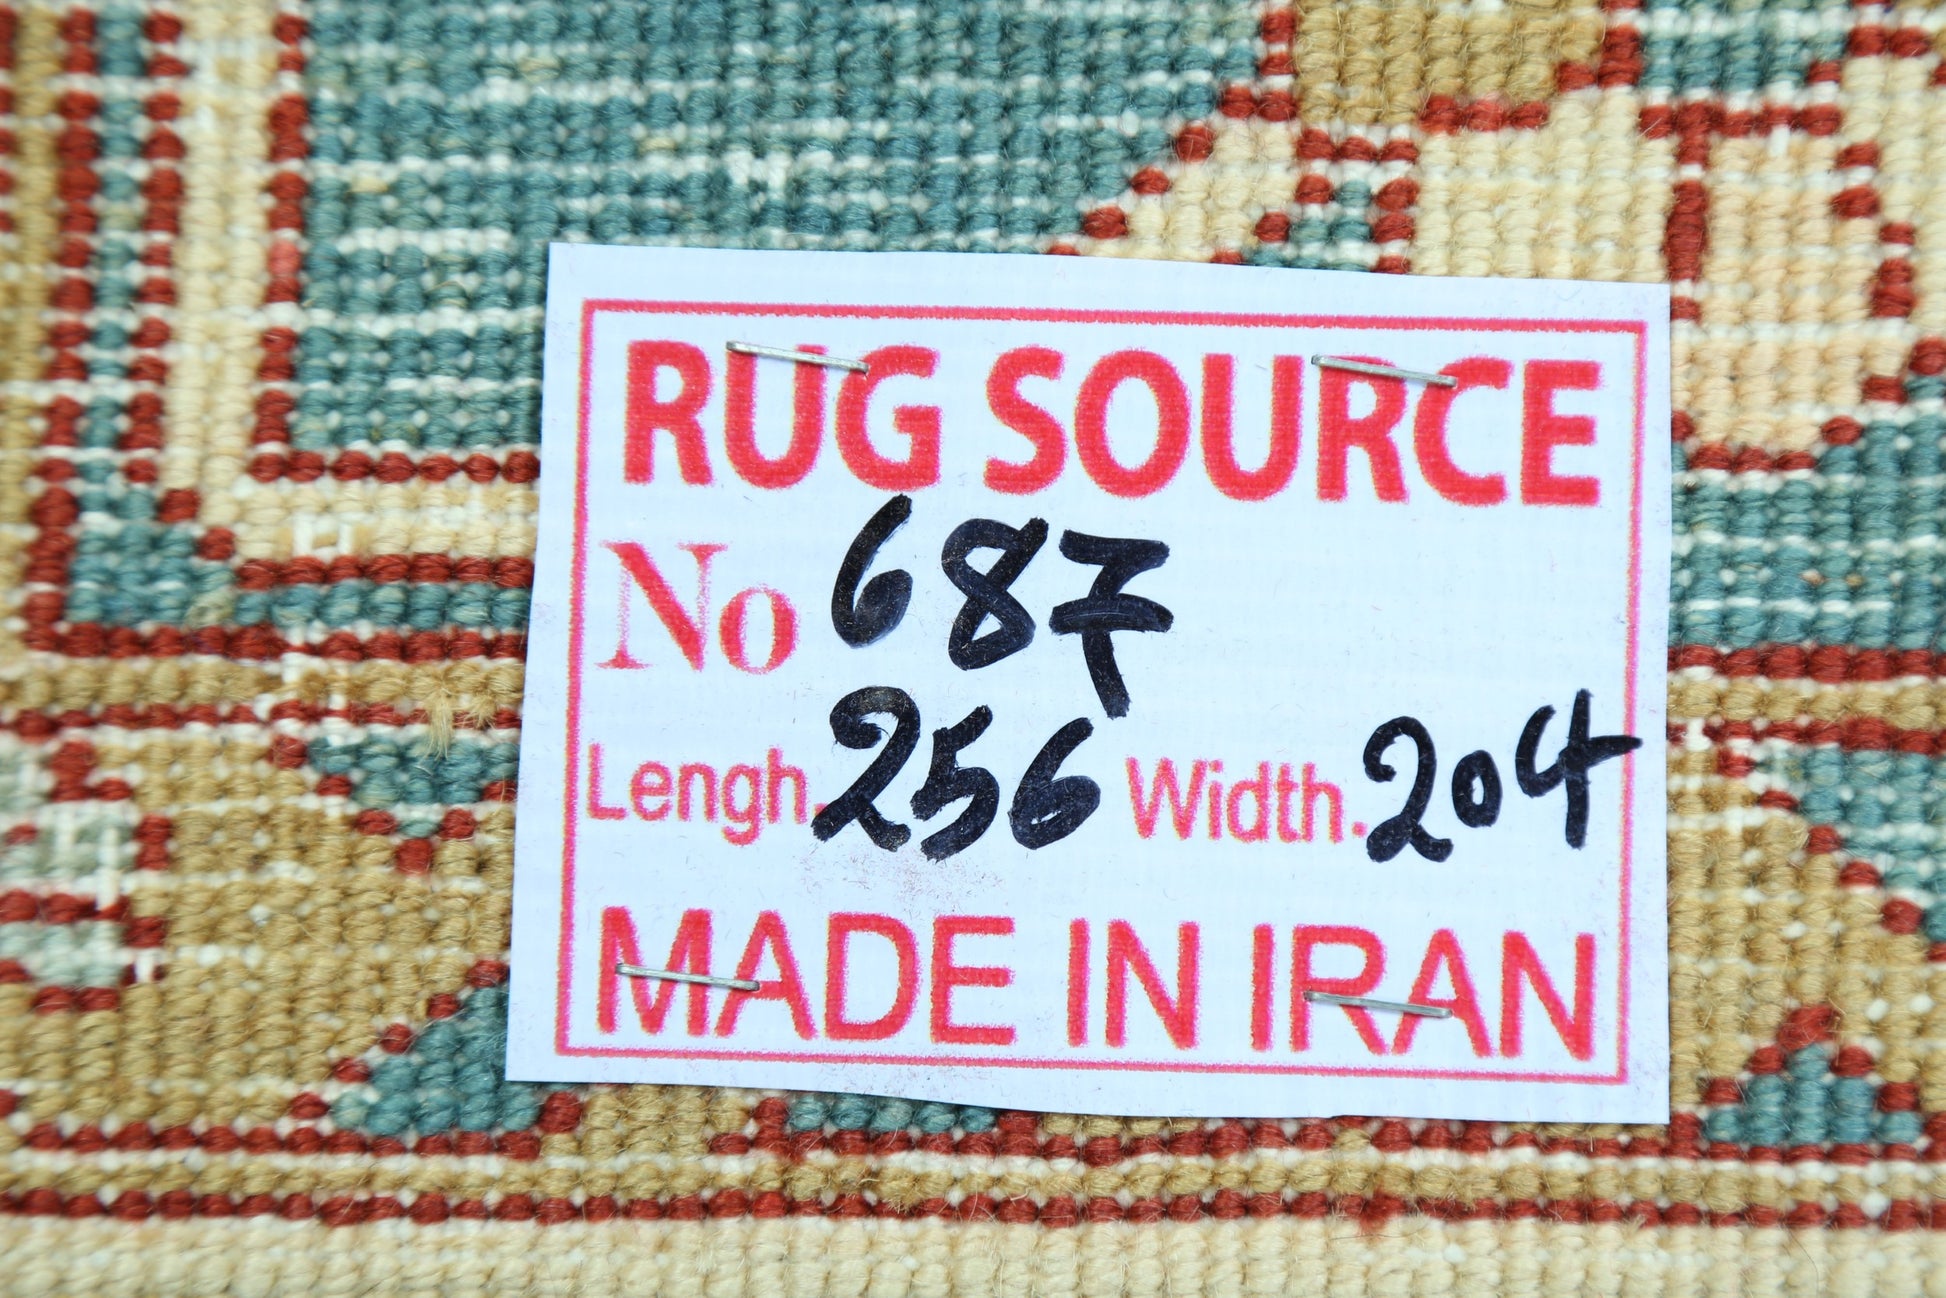 RUG SOURCE
No 687
Lengh. 256 Width. 204
MADE IN IRAN